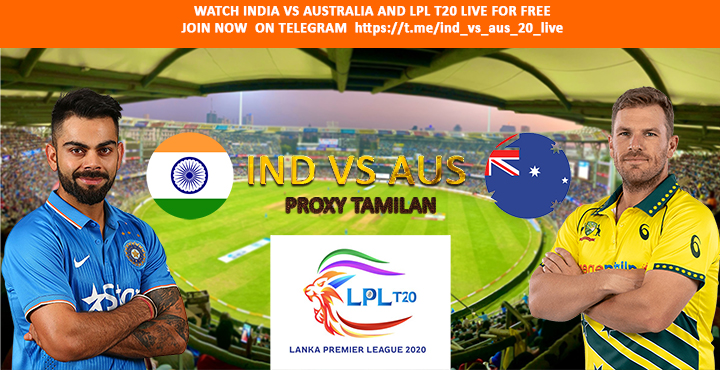 WATCH INDIA VS AUSTRALIA AND LPL T20 LIVE FOR FREE
JOIN NOW ON TELEGRAM https://t.me/ind_vs_aus_20_live
IND VS AUS
PROXY TAMILAN
LPL T20
LANKA PREMIER LEAGUE 2020